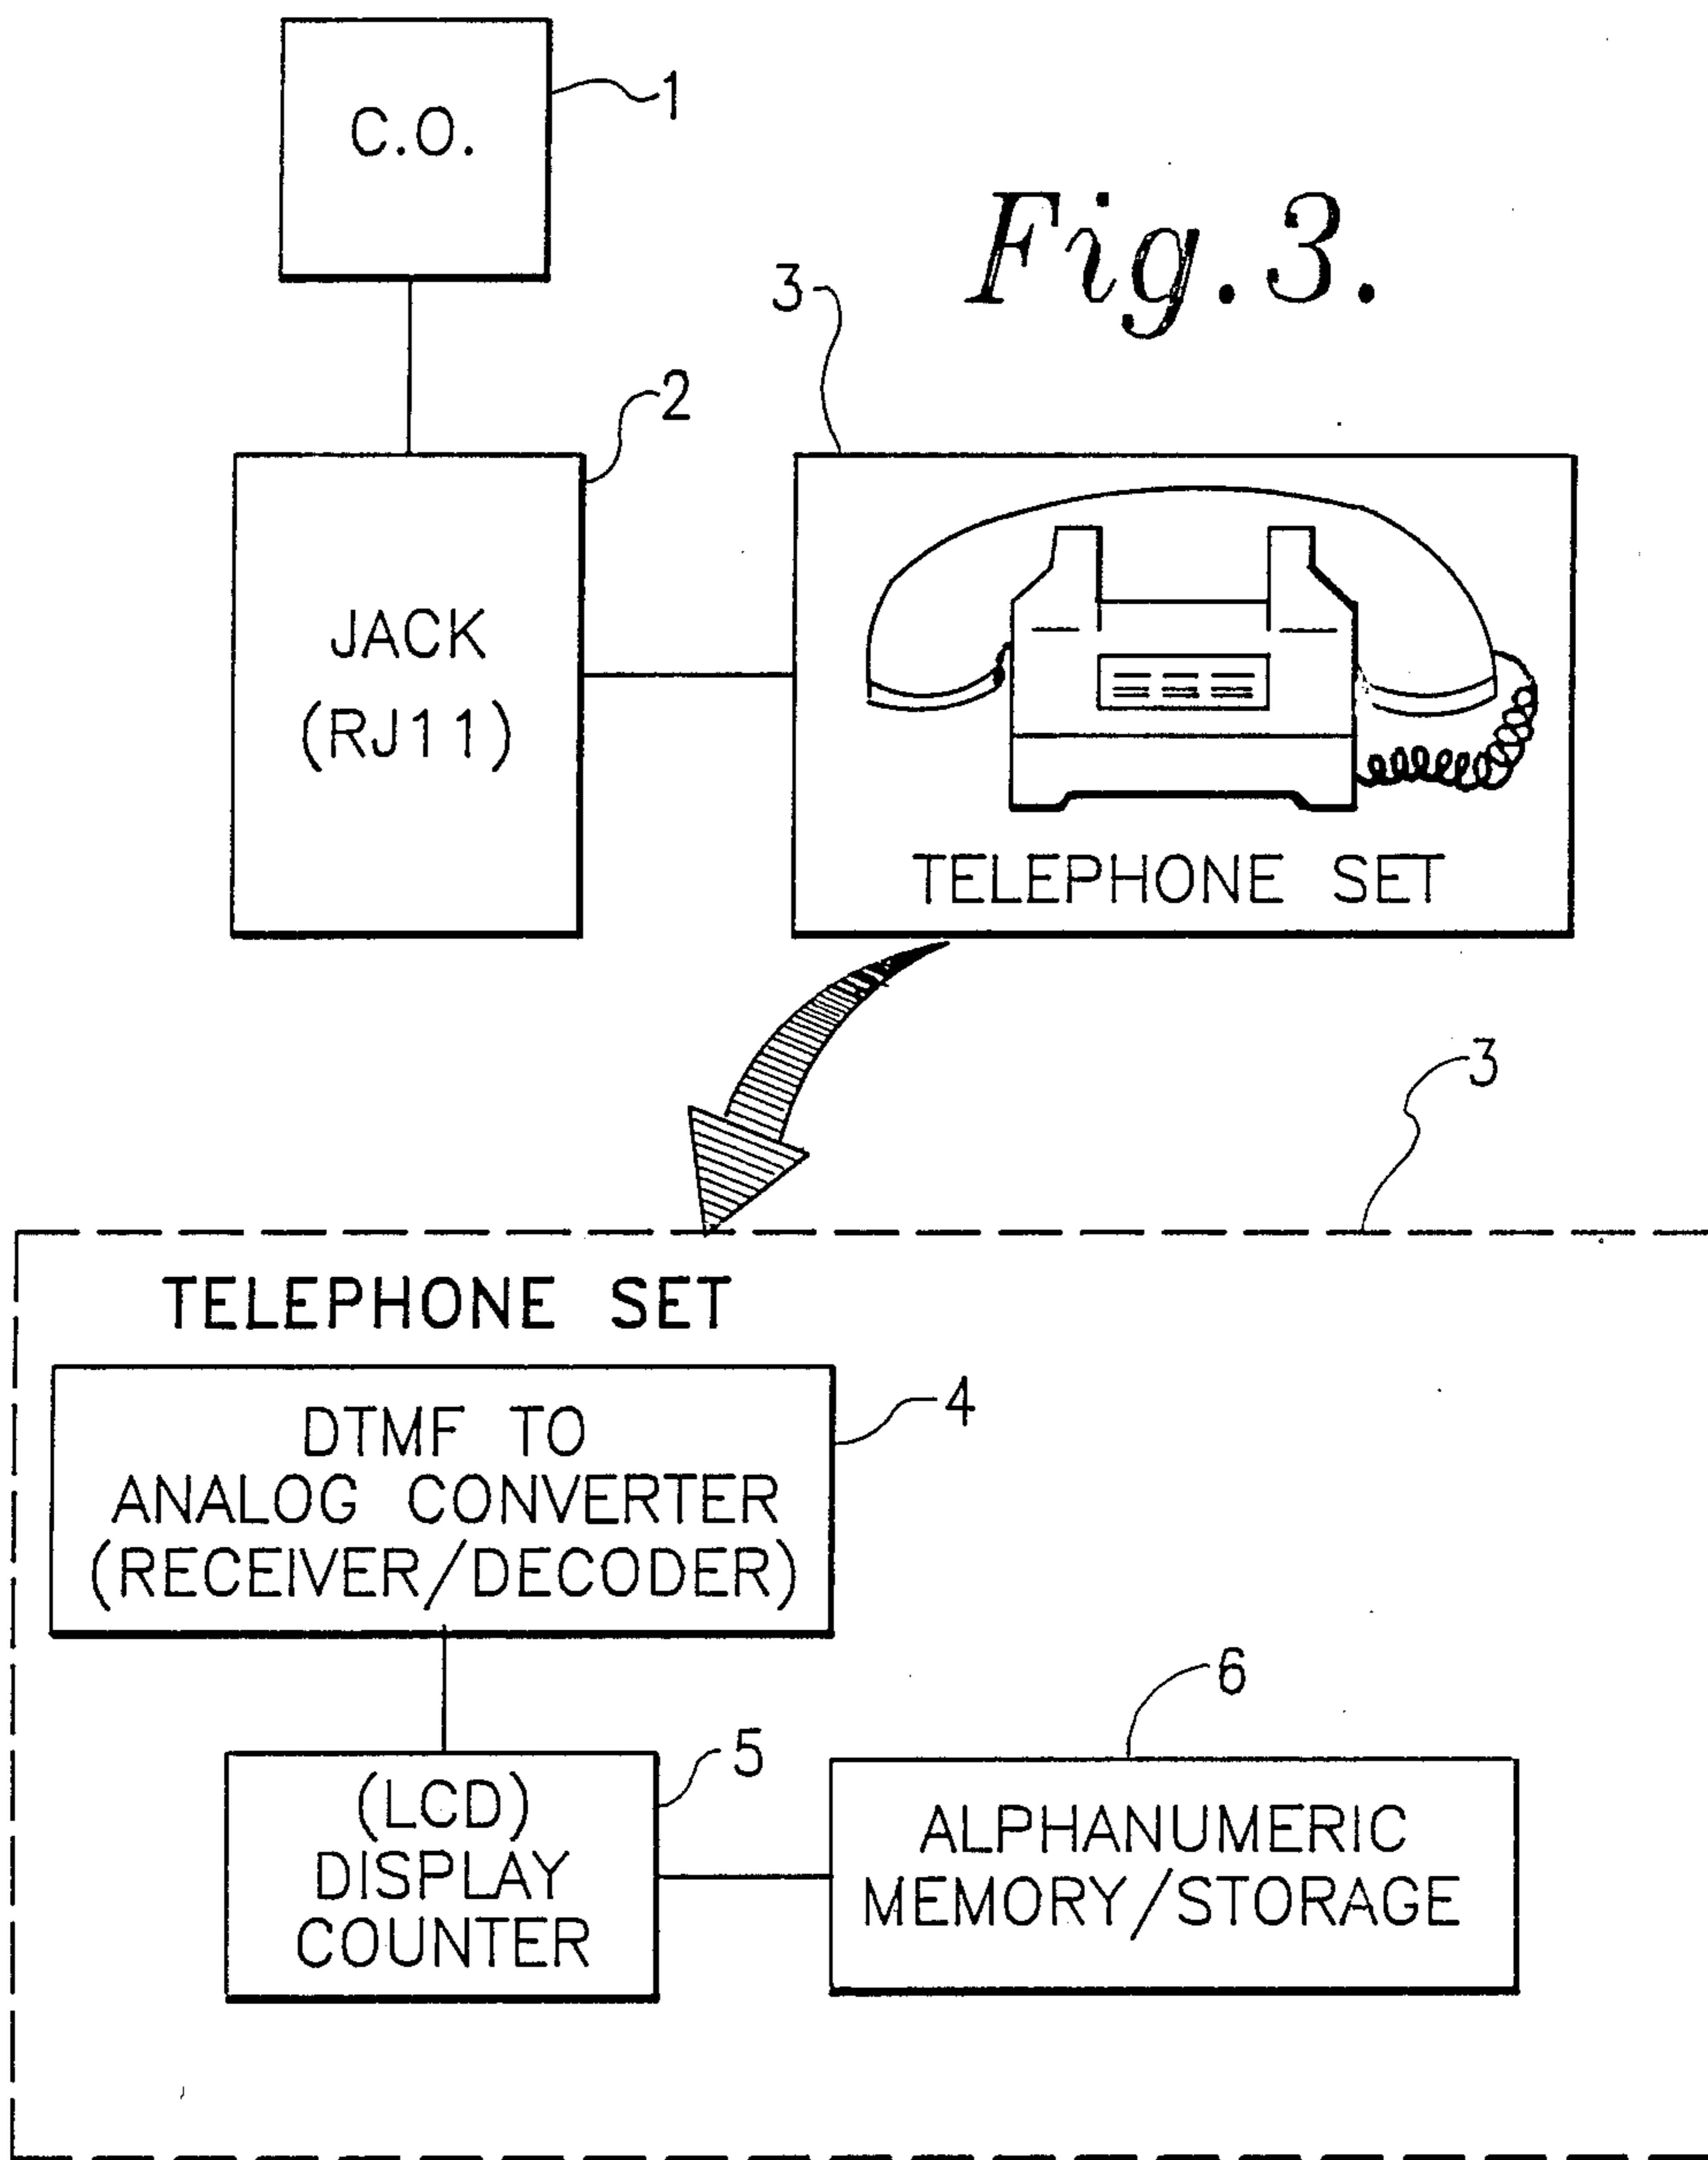 C.O.
1
Fig.3.
3
2
JACK
(RJ11)
TELEPHONE SET
3
TELEPHONE SET
DTMF TO
ANALOG CONVERTER
(RECEIVER/DECODER)
4
6
(LCD)
DISPLAY
COUNTER
5
ALPHANUMERIC
MEMORY/STORAGE